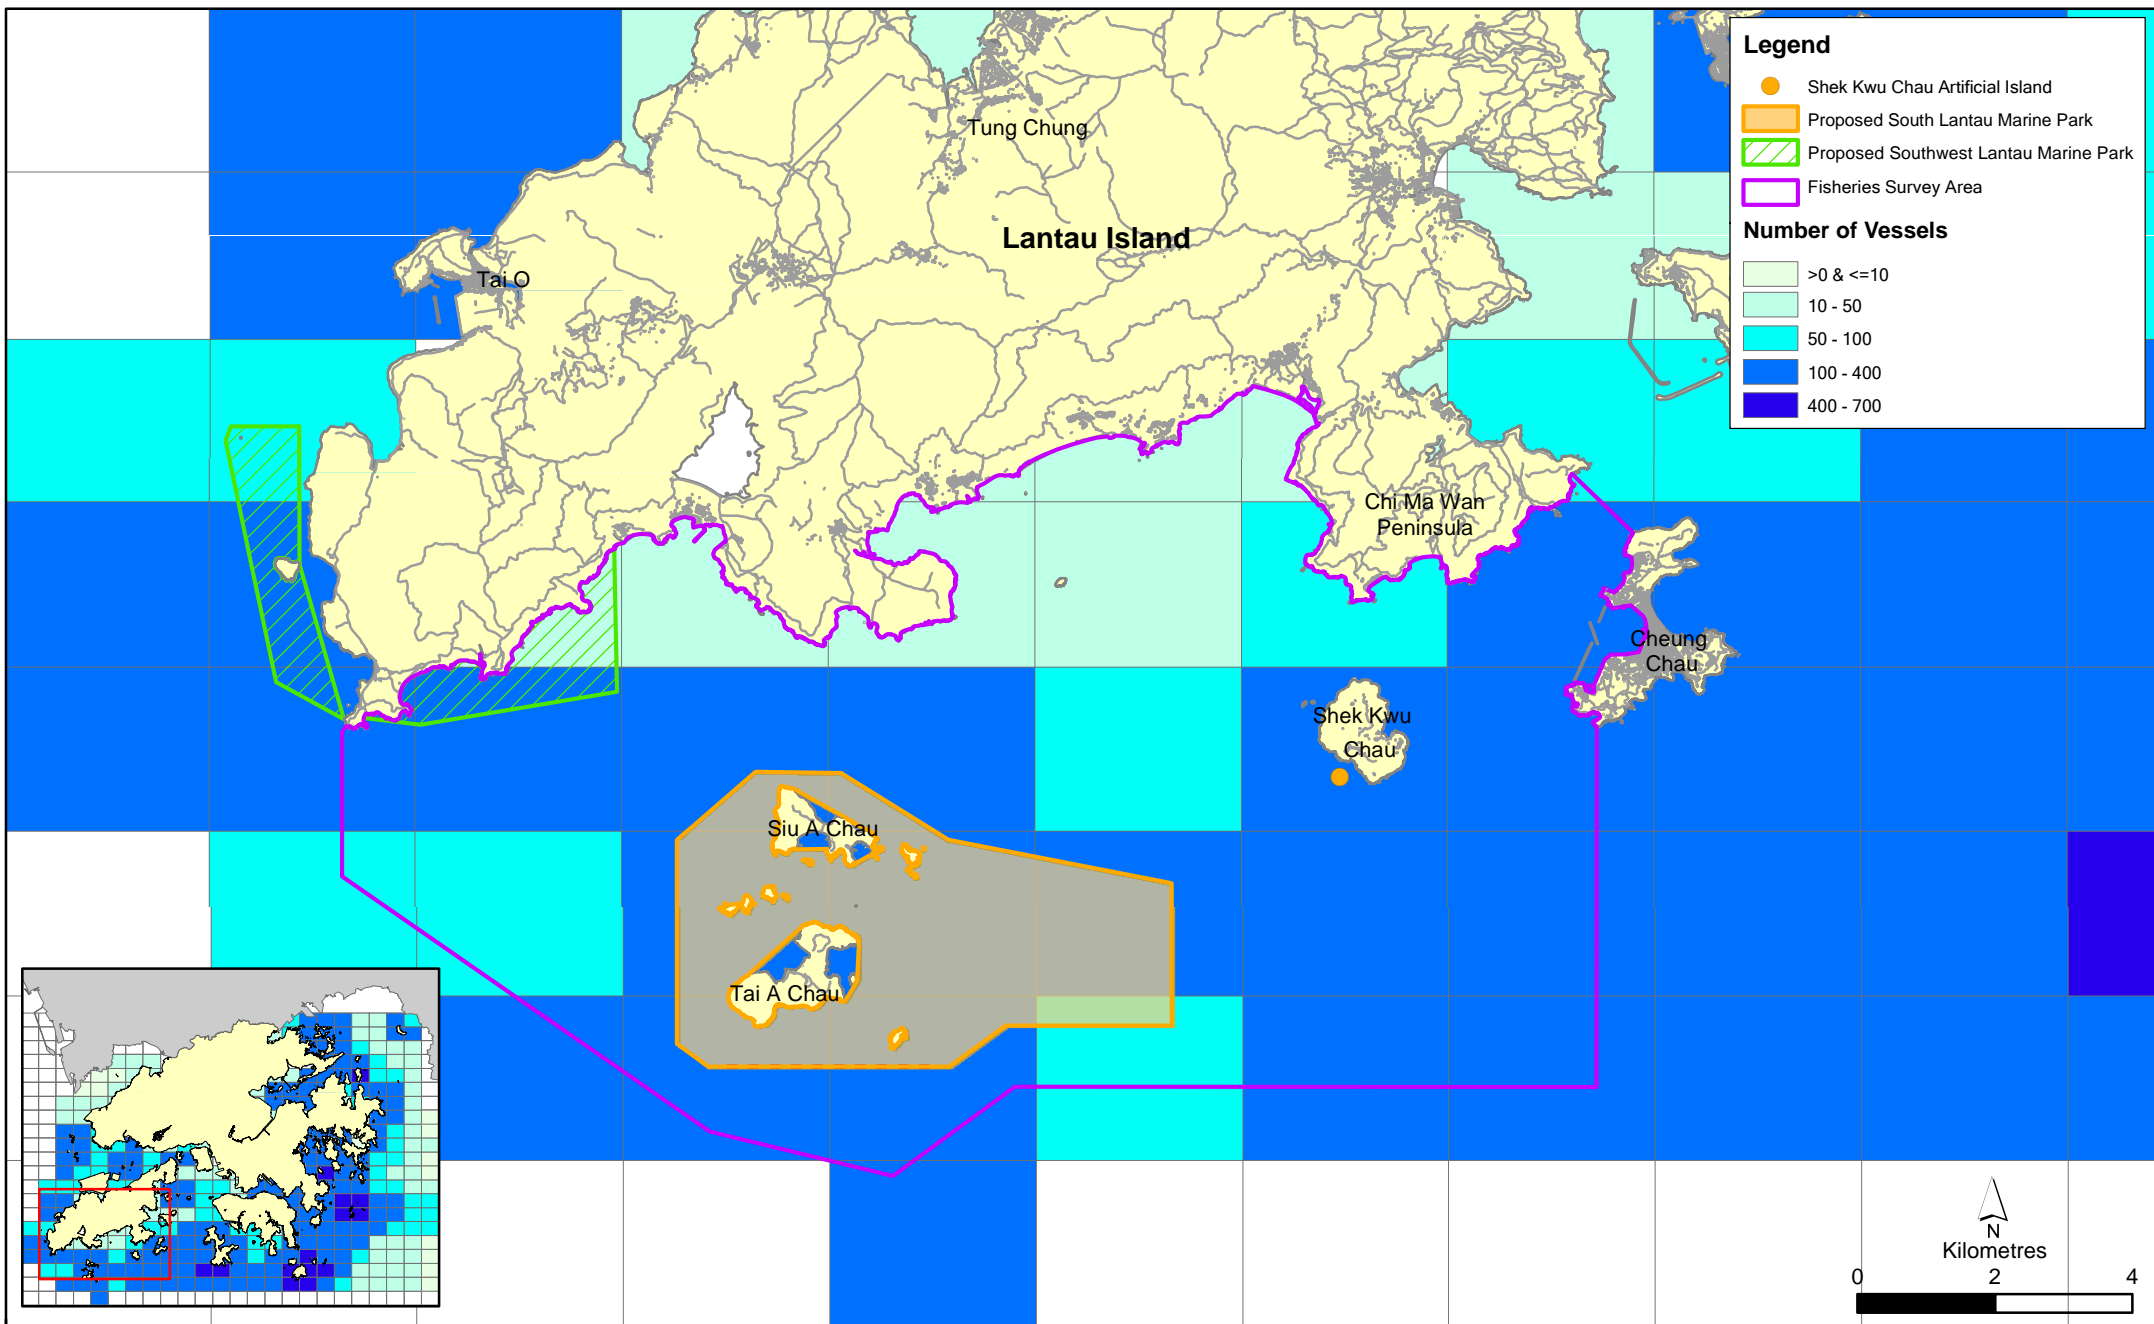 Legend
Shek Kwu Chau Artificial Island
Proposed South Lantau Marine Park
Proposed Southwest Lantau Marine Park
Fisheries Survey Area
Number of Vessels
>0 & <=10
10 - 50
50 - 100
100 - 400
400 - 700
Tung Chung
Lantau Island
Tai O
Chi Ma Wan
Peninsula
Cheung
Chau
Shek Kwu
Chau
Siu A Chau
Tai A Chau
N
Kilometres
0 2 4